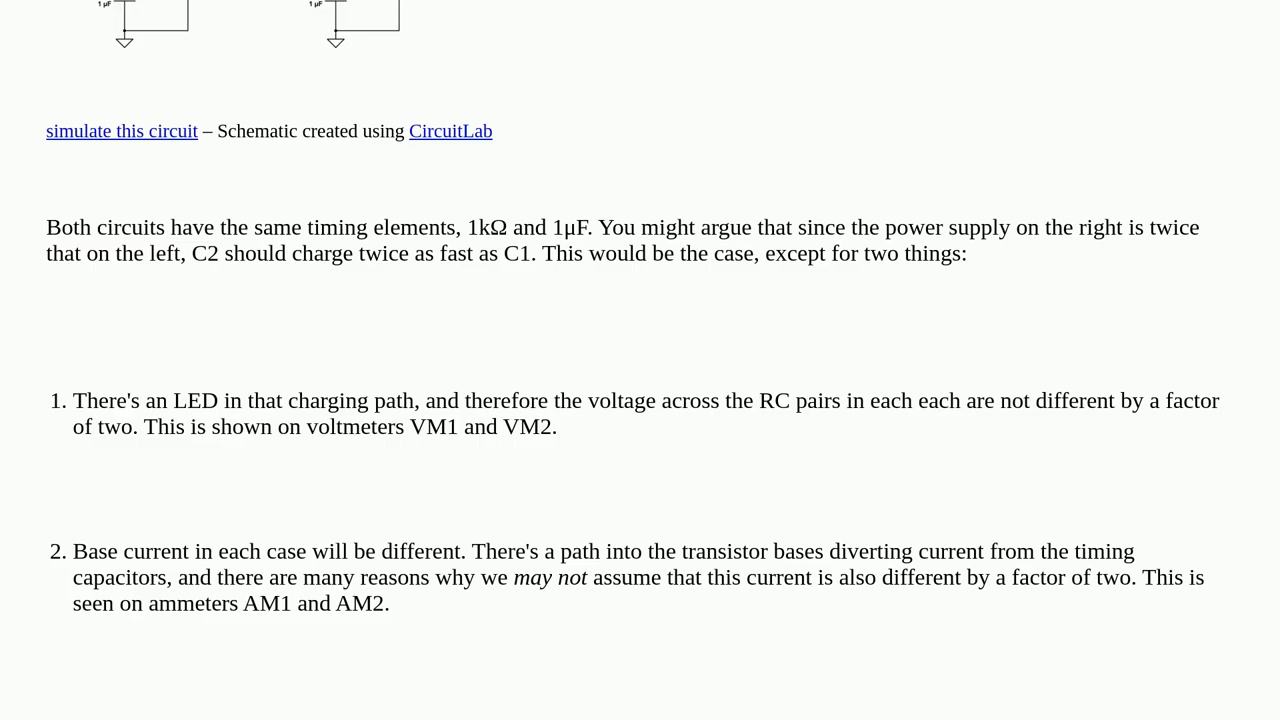 1 µF 1 µF
simulate this circuit – Schematic created using CircuitLab
Both circuits have the same timing elements, 1kΩ and 1μF. You might argue that since the power supply on the right is twice
that on the left, C2 should charge twice as fast as C1. This would be the case, except for two things:
1. There's an LED in that charging path, and therefore the voltage across the RC pairs in each each are not different by a factor
of two. This is shown on voltmeters VM1 and VM2.
2. Base current in each case will be different. There's a path into the transistor bases diverting current from the timing
capacitors, and there are many reasons why we may not assume that this current is also different by a factor of two. This is
seen on ammeters AM1 and AM2.